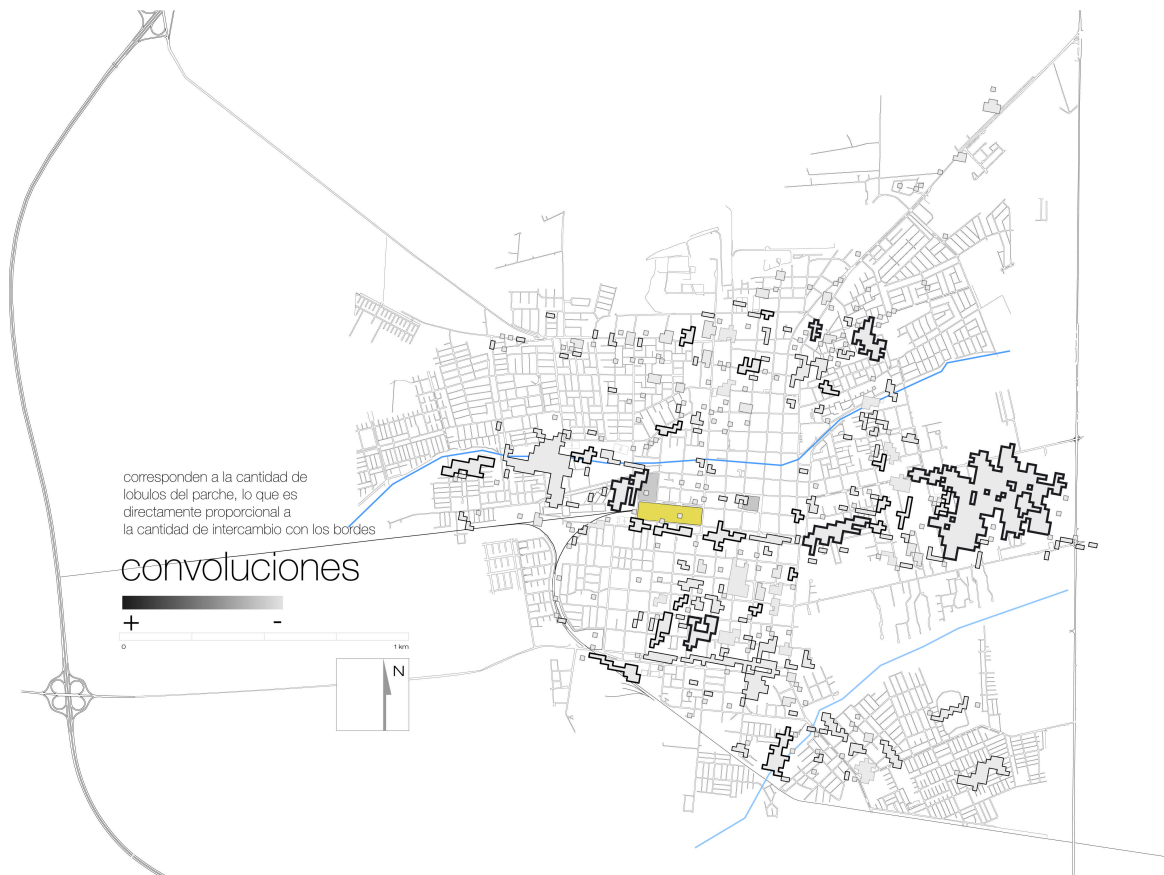 corresponden a la cantidad de
lobulos del parche, lo que es
directamente proporcional a
la cantidad de intercambio con los bordes
convoluciones
+ -
0 1 km
N